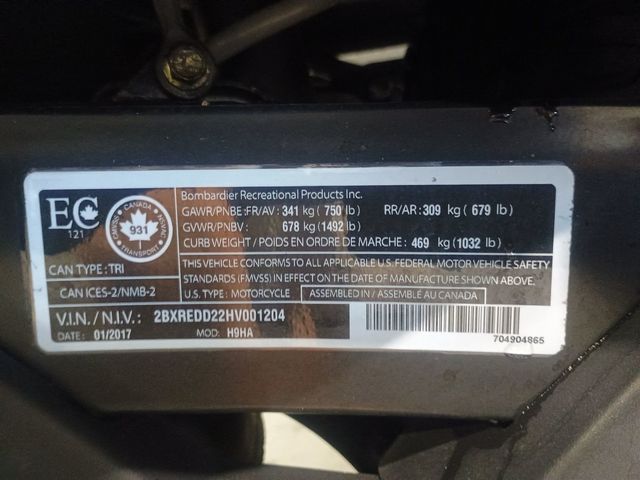 EC
121
CANADA
931
TRANSPORT
Bombardier Recreational Products Inc.
GAWR/PNBE:FR/AV: 341 kg ( 750 lb) RR/AR: 309 kg ( 679 lb)
GVWR/PNBV : 678 kg (1492 lb)
CURB WEIGHT / POIDS EN ORDRE DE MARCHE : 469 kg (1032 lb)
CAN TYPE: TRI
CAN ICES-2/NMB-2
THIS VEHICLE CONFORMS TO ALL APPLICABLE U.S. FEDERAL MOTOR VEHICLE SAFETY
STANDARDS (FMVSS) IN EFFECT ON THE DATE OF MANUFACTURE SHOWN ABOVE.
U.S. TYPE: MOTORCYCLE ASSEMBLED IN / ASSEMBLÉ AU CANADA
V.I.N. / N.I.V.: 2BXREDD22HV001204
DATE : 01/2017 MOD: H9HA
704904865